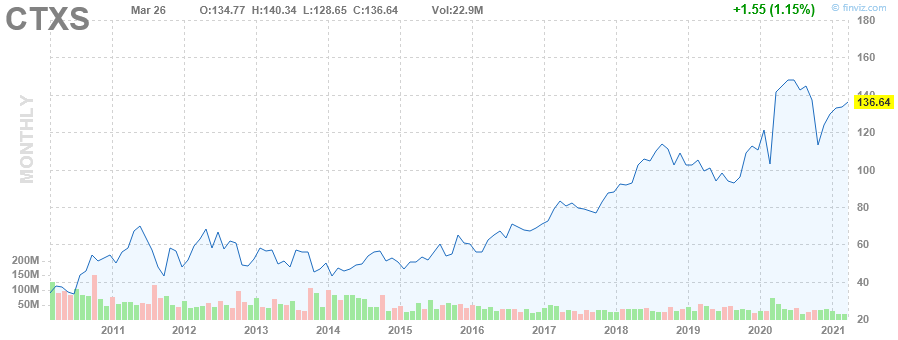 CTXS Mar 26 O:134.77 H:140.34 L:128.65 C:136.64 Vol:22.9M +1.55 (1.15%) © finviz.com
MONTHLY
180
160
140
136.64
120
100
80
60
40
20
200M
150M
100M
50M
2011 2012 2013 2014 2015 2016 2017 2018 2019 2020 2021